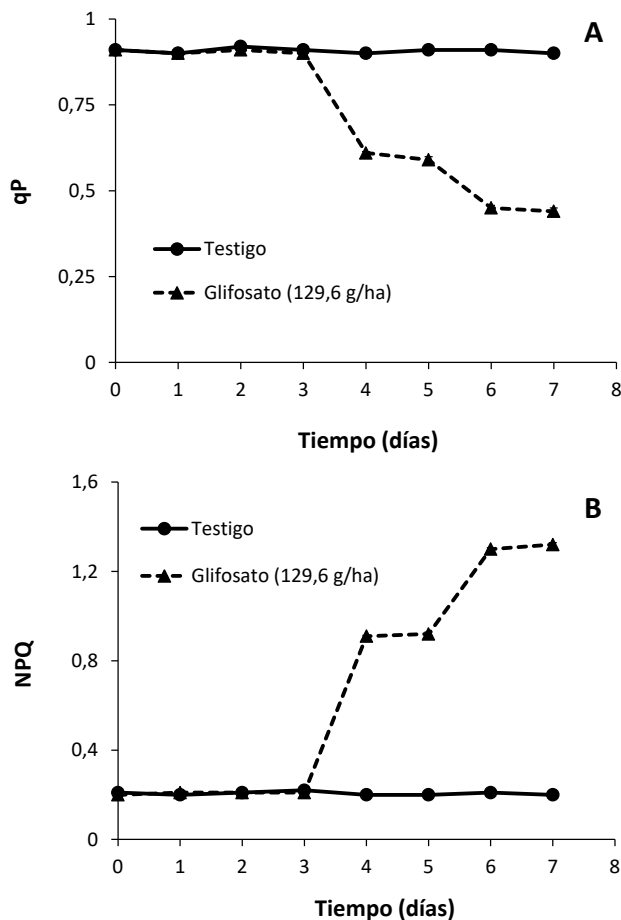 A
1
0,75
0,5
0,25
0
qP
Testigo
Glifosato (129,6 g/ha)
0 1 2 3 4 5 6 7 8
Tiempo (días)
B
1,6
1,2
0,8
0,4
0
NPQ
Testigo
Glifosato (129,6 g/ha)
0 1 2 3 4 5 6 7 8
Tiempo (días)